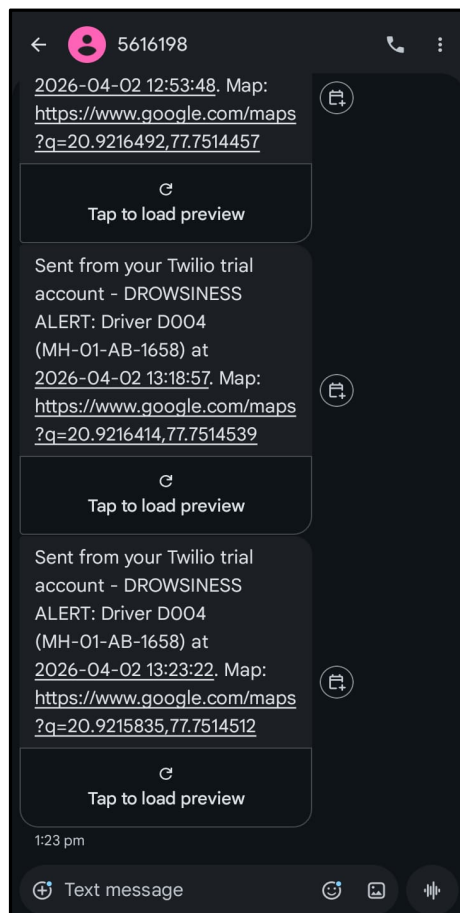 5616198
2026-04-02 12:53:48. Map:
https://www.google.com/maps
?q=20.9216492,77.7514457
Tap to load preview
Sent from your Twilio trial
account - DROWSINESS
ALERT: Driver D004
(MH-01-AB-1658) at
2026-04-02 13:18:57. Map:
https://www.google.com/maps
?q=20.9216414,77.7514539
Tap to load preview
Sent from your Twilio trial
account - DROWSINESS
ALERT: Driver D004
(MH-01-AB-1658) at
2026-04-02 13:23:22. Map:
https://www.google.com/maps
?q=20.9215835,77.7514512
Tap to load preview
1:23 pm
Text message